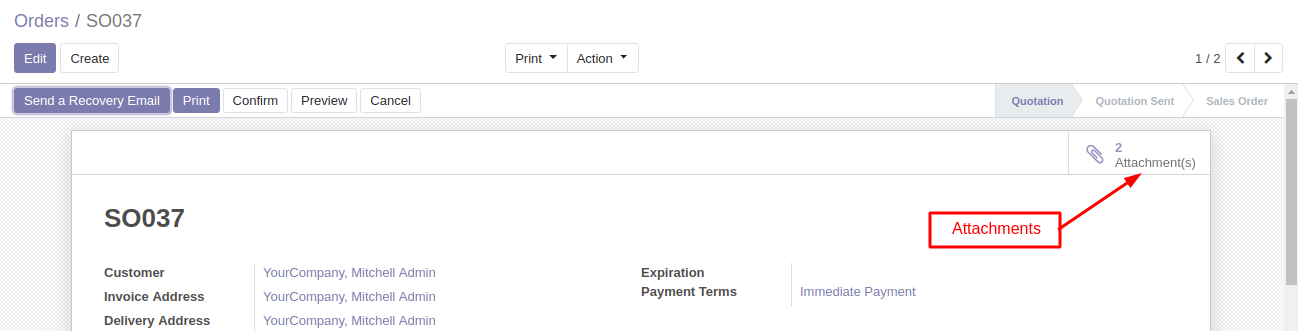 Orders / SO037
Edit Create Print Action 1 / 2
Send a Recovery Email Print Confirm Preview Cancel Quotation Quotation Sent Sales Order
2
Attachment(s)
SO037
Attachments
Customer YourCompany, Mitchell Admin Expiration
Invoice Address YourCompany, Mitchell Admin Payment Terms Immediate Payment
Delivery Address YourCompany, Mitchell Admin